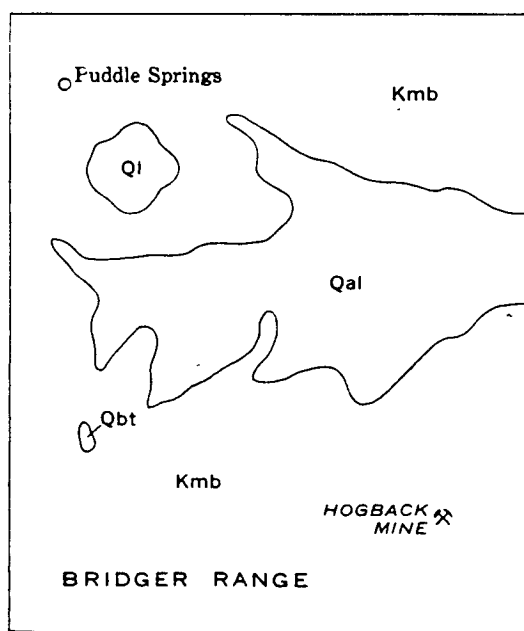 Puddle Springs
Kmb
Ql
Qal
Qbt
Kmb
HOGBACK
MINE
BRIDGER RANGE